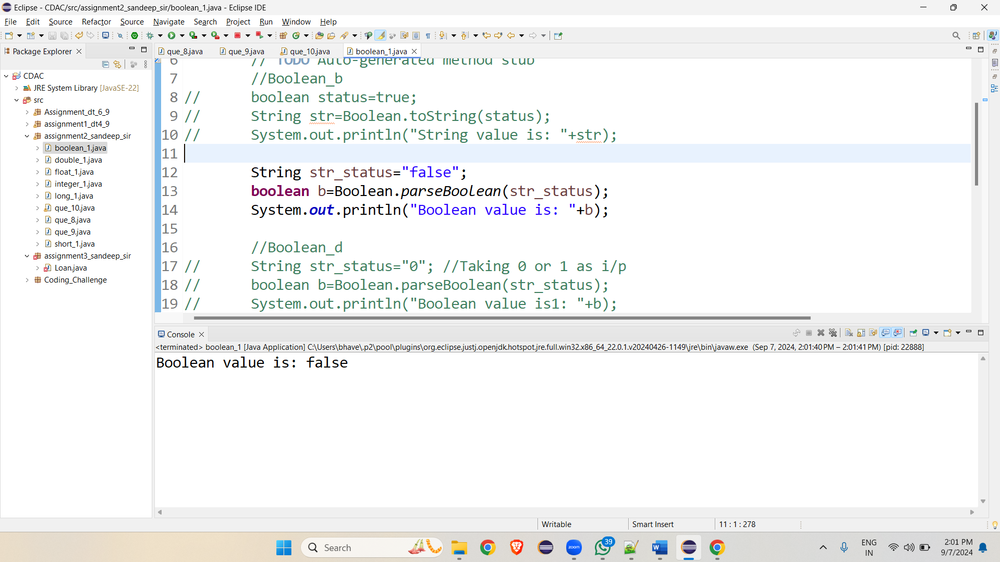 Eclipse - CDAC/src/assignment2_sandeep_sir/boolean_1.java - Eclipse IDE
File Edit Source Refactor Source Navigate Search Project Run Window Help
Package Explorer
que_8.java que_9.java que_10.java boolean_1.java
CDAC
JRE System Library [JavaSE-22]
src
Assignment_dt_6_9
assignment1_dt4_9
assignment2_sandeep_sir
boolean_1.java
double_1.java
float_1.java
integer_1.java
long_1.java
que_10.java
que_8.java
que_9.java
short_1.java
assignment3_sandeep_sir
Loan.java
Coding_Challenge
6 // TODO Auto-generated method stub
7 //Boolean_b
8 // boolean status=true;
9 // String str=Boolean.toString(status);
10 // System.out.println("String value is: "+str);
11
12 String str_status="false";
13 boolean b=Boolean.parseBoolean(str_status);
14 System.out.println("Boolean value is: "+b);
15
16 //Boolean_d
17 // String str_status="0"; //Taking 0 or 1 as i/p
18 // boolean b=Boolean.parseBoolean(str_status);
19 // System.out.println("Boolean value is1: "+b);
Console
<terminated> boolean_1 [Java Application] C:\Users\bhave\.p2\pool\plugins\org.eclipse.justj.openjdk.hotspot.jre.full.win32.x86_64_22.0.1.v20240426-1149\jre\bin\javaw.exe (Sep 7, 2024, 2:01:40 PM – 2:01:41 PM) [pid: 22888]
Boolean value is: false
Writable Smart Insert 11 : 1 : 278
Search
zoom
39
ENG
IN
2:01 PM
9/7/2024